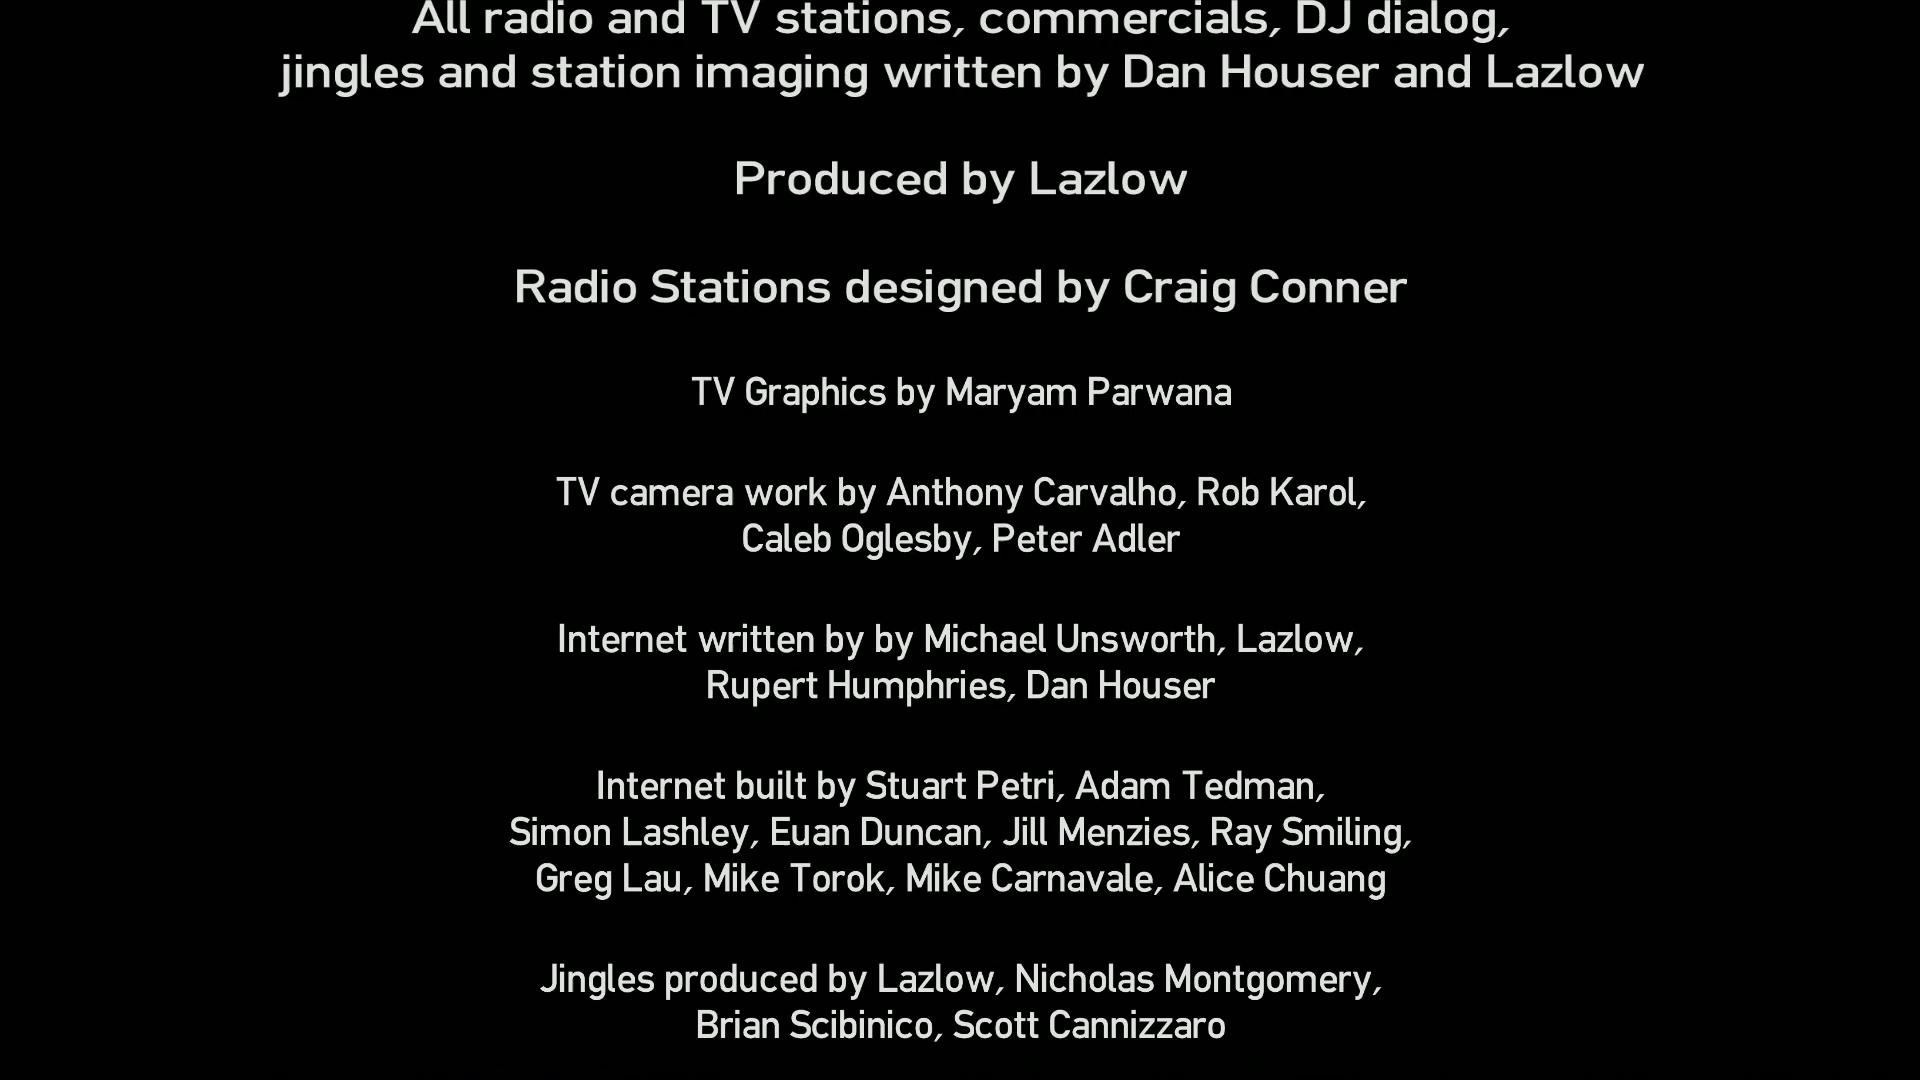 All radio and TV stations, commercials, DJ dialog,
jingles and station imaging written by Dan Houser and Lazlow
Produced by Lazlow
Radio Stations designed by Craig Conner
TV Graphics by Maryam Parwana
TV camera work by Anthony Carvalho, Rob Karol,
Caleb Oglesby, Peter Adler
Internet written by by Michael Unsworth, Lazlow,
Rupert Humphries, Dan Houser
Internet built by Stuart Petri, Adam Tedman,
Simon Lashley, Euan Duncan, Jill Menzies, Ray Smiling,
Greg Lau, Mike Torok, Mike Carnavale, Alice Chuang
Jingles produced by Lazlow, Nicholas Montgomery,
Brian Scibinico, Scott Cannizzaro